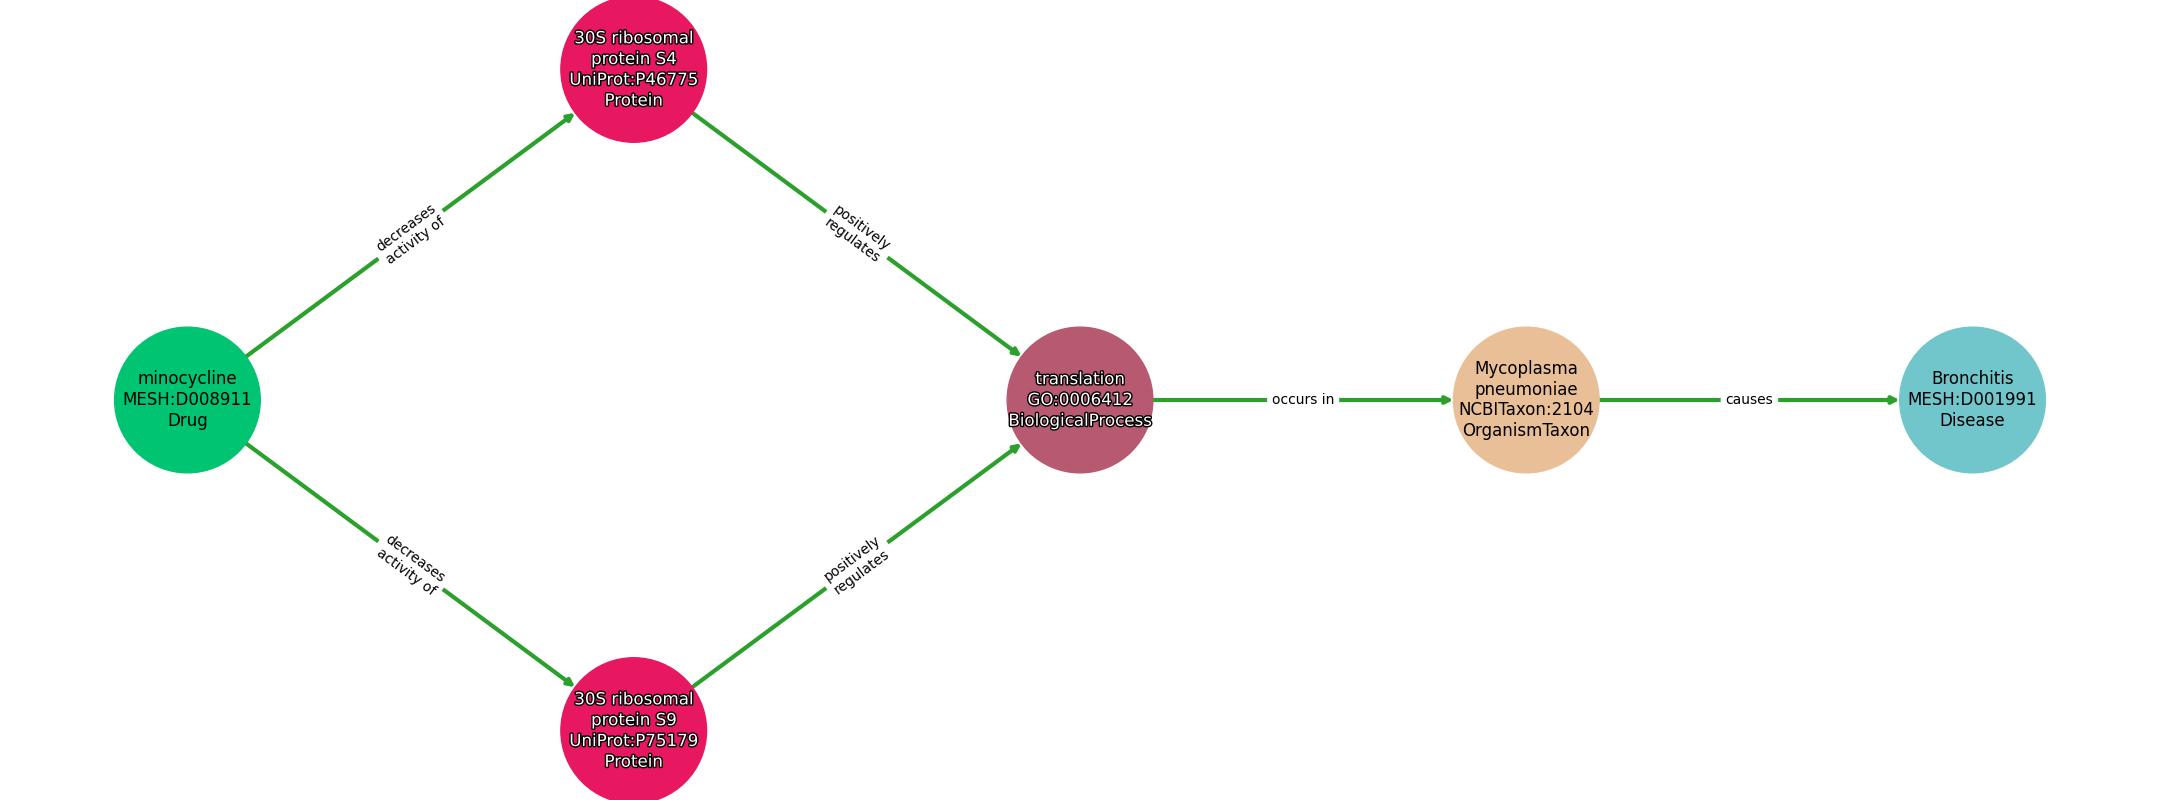 30S ribosomal
protein S4
UniProt:P46775
Protein
decreases
activity of
positively
regulates
minocycline
MESH:D008911
Drug
translation
GO:0006412
BiologicalProcess
occurs in
Mycoplasma
pneumoniae
NCBITaxon:2104
OrganismTaxon
causes
Bronchitis
MESH:D001991
Disease
decreases
activity of
positively
regulates
30S ribosomal
protein S9
UniProt:P75179
Protein